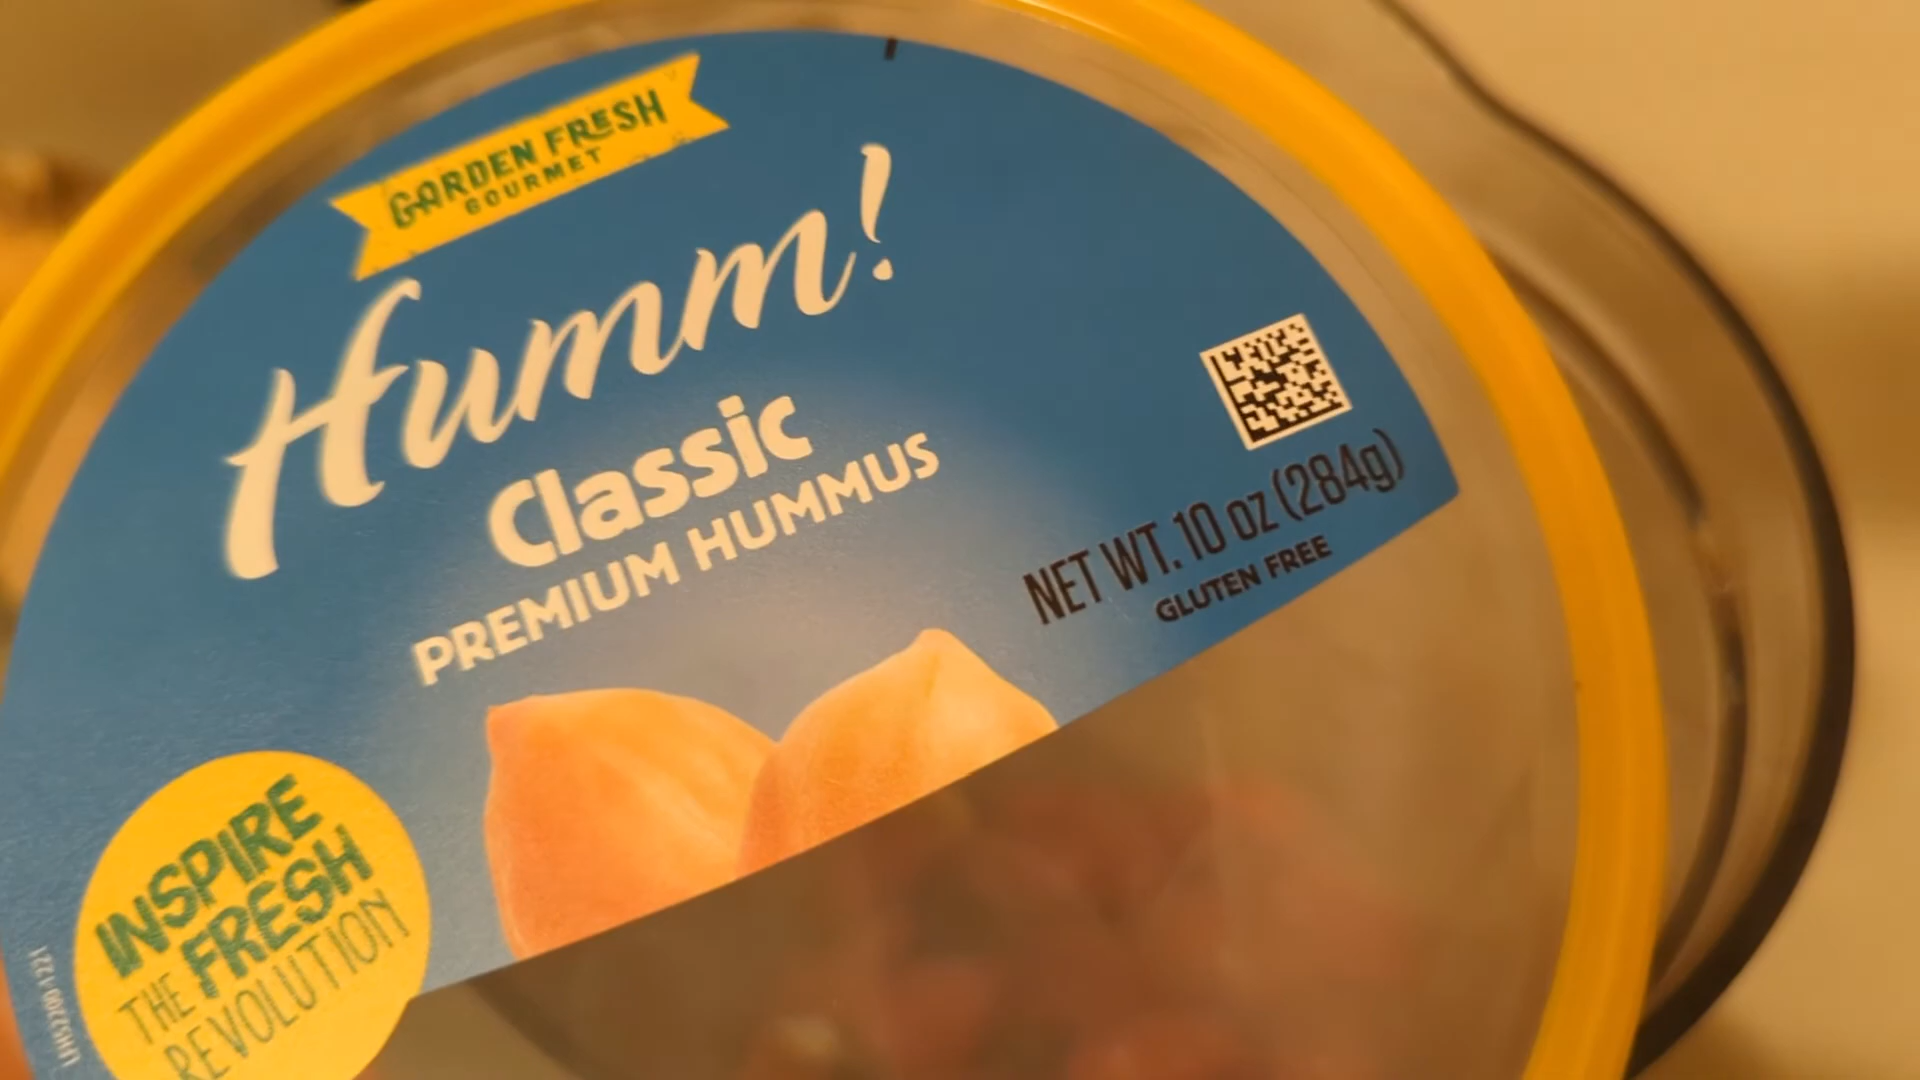 GARDEN FRESH
GOURMET
Humm!
Classic
PREMIUM HUMMUS
NET WT. 10 oz (284g)
GLUTEN FREE
INSPIRE
THE FRESH
REVOLUTION